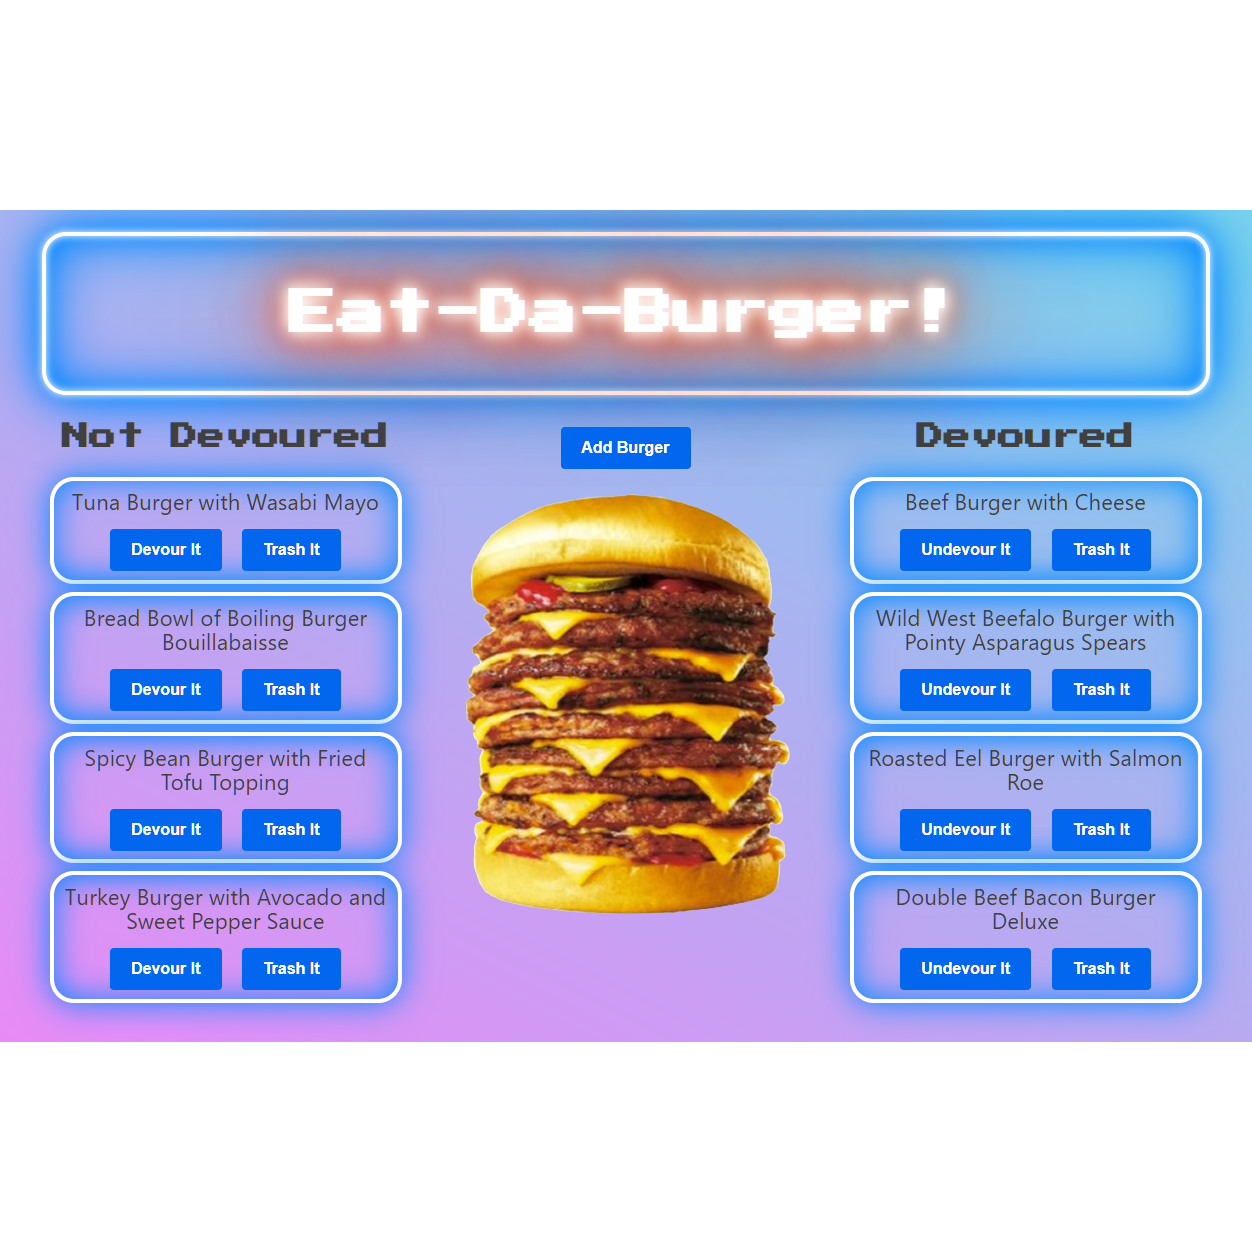 Eat-Da-Burger!
Not Devoured
Tuna Burger with Wasabi Mayo
Devour It Trash It
Bread Bowl of Boiling Burger
Bouillabaisse
Devour It Trash It
Spicy Bean Burger with Fried
Tofu Topping
Devour It Trash It
Turkey Burger with Avocado and
Sweet Pepper Sauce
Devour It Trash It
Add Burger
Devoured
Beef Burger with Cheese
Undevour It Trash It
Wild West Beefalo Burger with
Pointy Asparagus Spears
Undevour It Trash It
Roasted Eel Burger with Salmon
Roe
Undevour It Trash It
Double Beef Bacon Burger
Deluxe
Undevour It Trash It